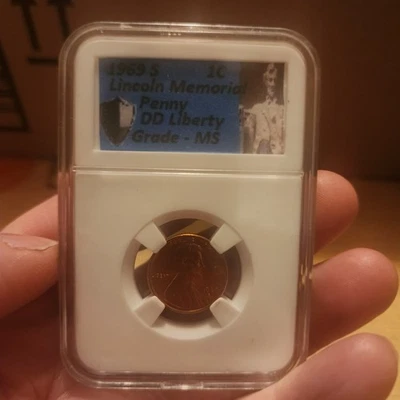 1969 S 1C
Lincoln Memorial
Penny
DD Liberty
Grade - MS